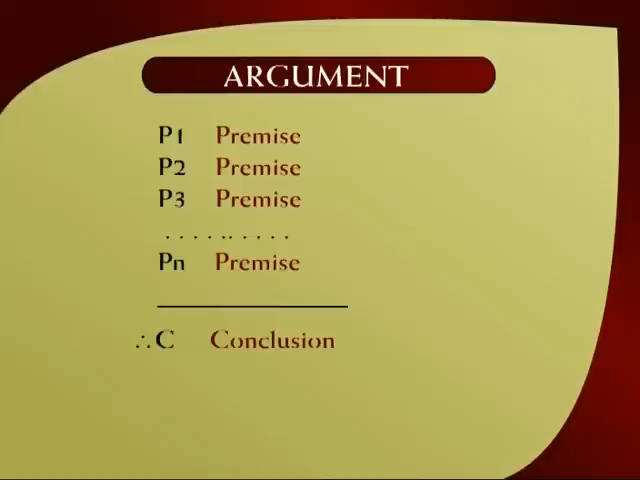 ARGUMENT
P1 Premise
P2 Premise
P3 Premise
. . . . .. . . . .
Pn Premise
∴ C Conclusion